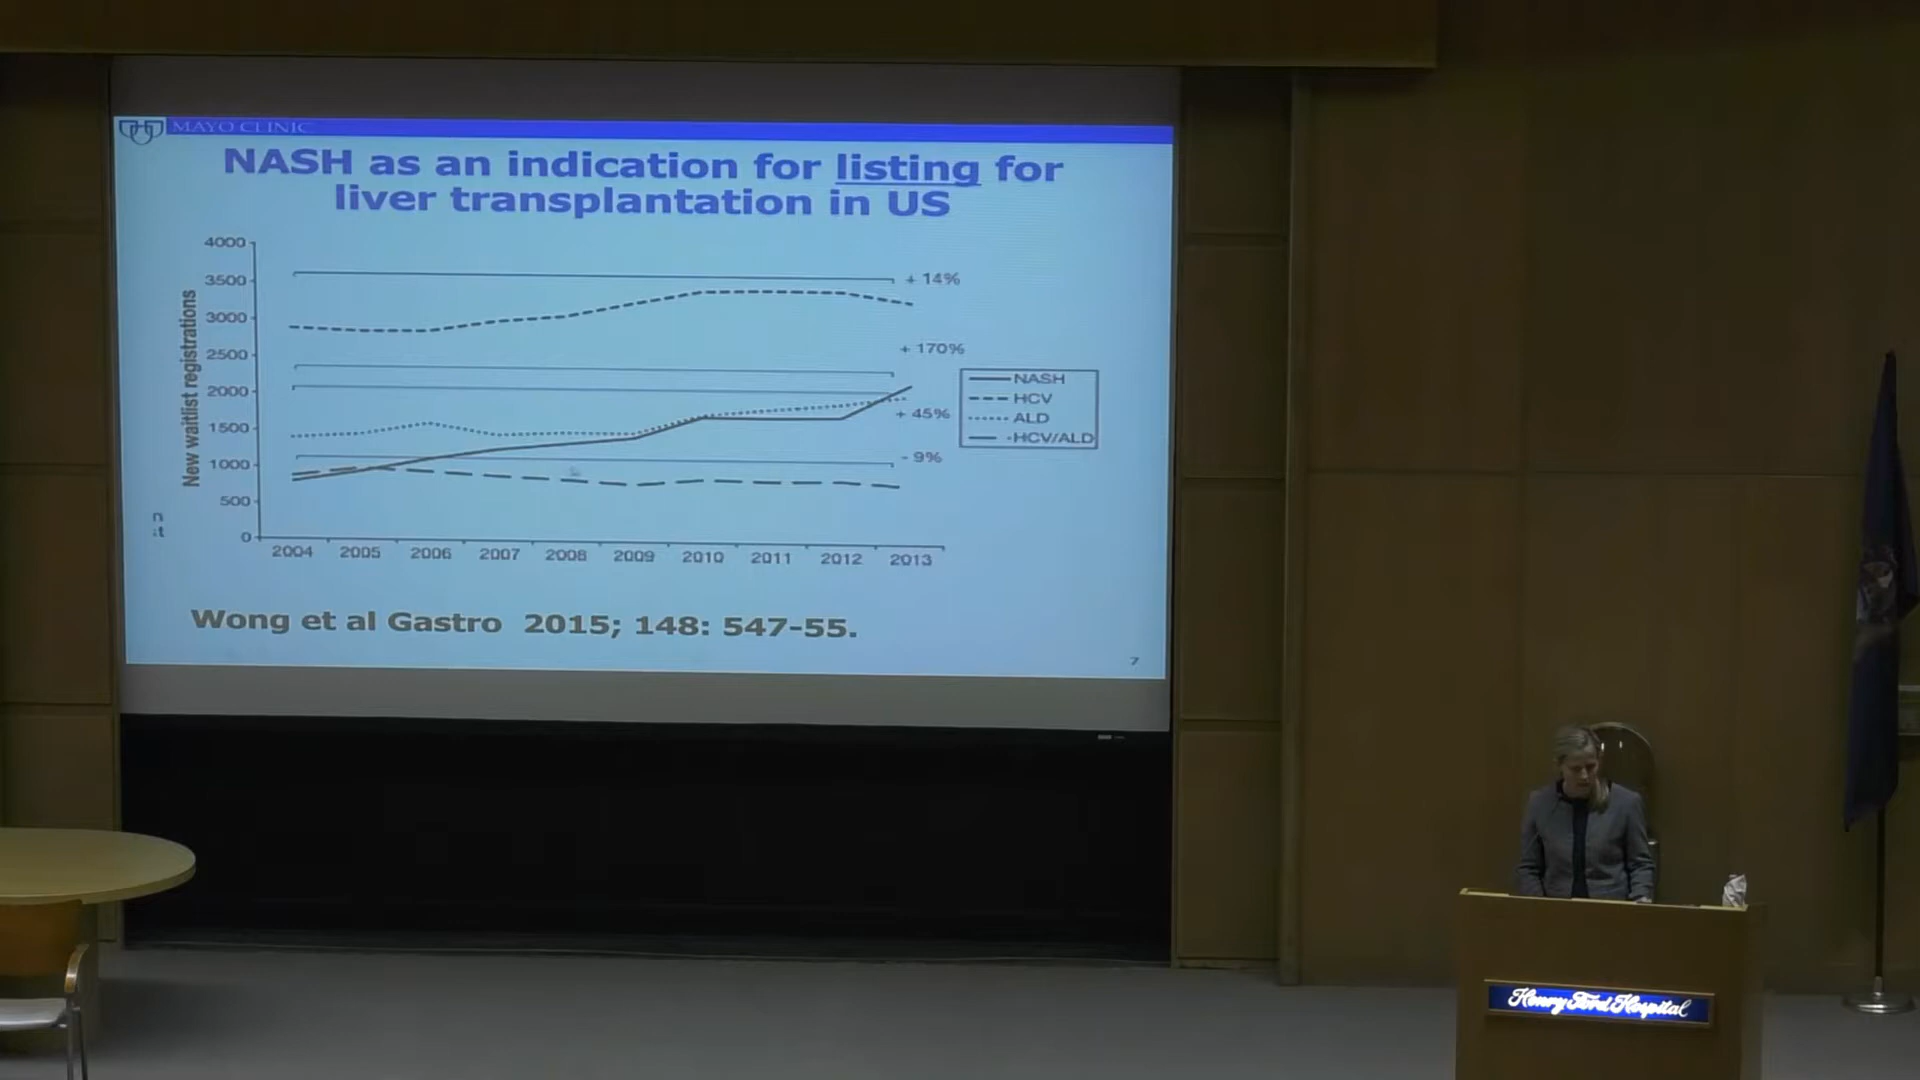 MAYO CLINIC
NASH as an indication for listing for
liver transplantation in US
New waitlist registrations
4000
3500
3000
2500
2000
1500
1000
500
0
+ 14%
+ 170%
+ 45%
- 9%
NASH
HCV
ALD
HCV/ALD
n
2004 2005 2006 2007 2008 2009 2010 2011 2012 2013
Wong et al Gastro 2015; 148: 547-55.
7
Henry Ford Hospital